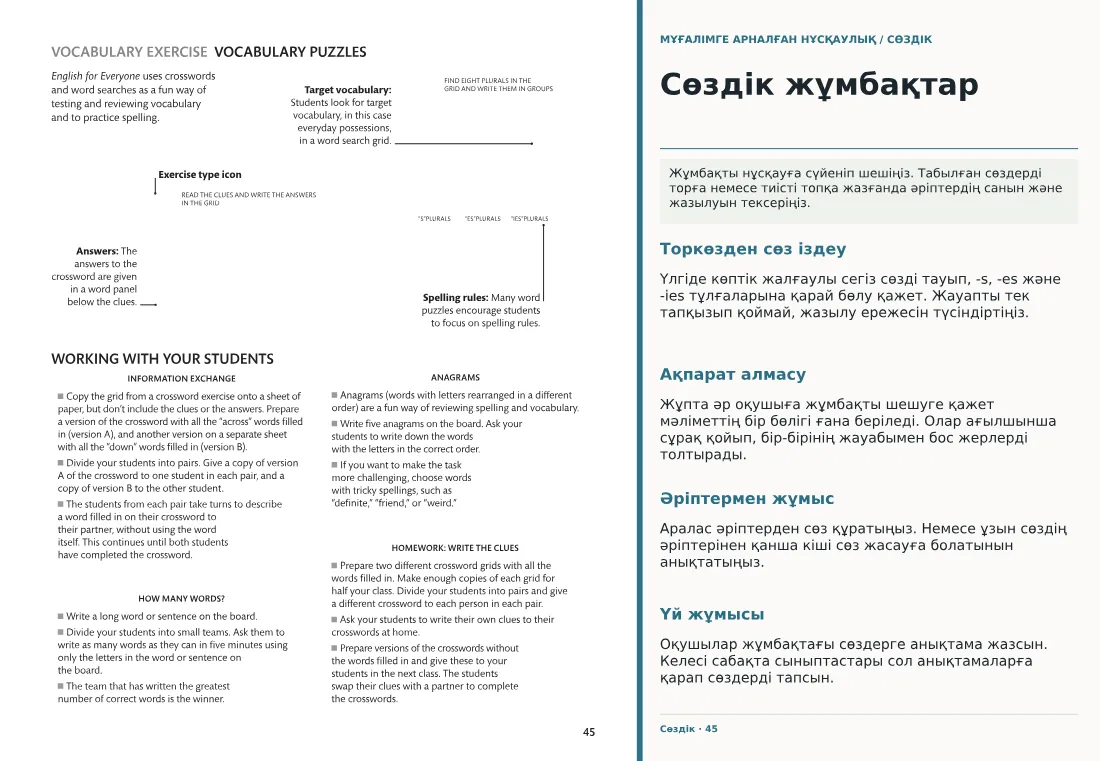 VOCABULARY EXERCISE VOCABULARY PUZZLES
English for Everyone uses crosswords
and word searches as a fun way of
testing and reviewing vocabulary
and to practice spelling.
Target vocabulary:
Students look for target
vocabulary, in this case
everyday possessions,
in a word search grid.
FIND EIGHT PLURALS IN THE
GRID AND WRITE THEM IN GROUPS
Exercise type icon
READ THE CLUES AND WRITE THE ANSWERS
IN THE GRID
"S"PLURALS "ES"PLURALS "IES"PLURALS
Answers: The
answers to the
crossword are given
in a word panel
below the clues.
Spelling rules: Many word
puzzles encourage students
to focus on spelling rules.
WORKING WITH YOUR STUDENTS
INFORMATION EXCHANGE
■ Copy the grid from a crossword exercise onto a sheet of
paper, but don't include the clues or the answers. Prepare
a version of the crossword with all the "across" words filled
in (version A), and another version on a separate sheet
with all the "down" words filled in (version B).
■ Divide your students into pairs. Give a copy of version
A of the crossword to one student in each pair, and a
copy of version B to the other student.
■ The students from each pair take turns to describe
a word filled in on their crossword to
their partner, without using the word
itself. This continues until both students
have completed the crossword.
HOW MANY WORDS?
■ Write a long word or sentence on the board.
■ Divide your students into small teams. Ask them to
write as many words as they can in five minutes using
only the letters in the word or sentence on
the board.
■ The team that has written the greatest
number of correct words is the winner.
ANAGRAMS
■ Anagrams (words with letters rearranged in a different
order) are a fun way of reviewing spelling and vocabulary.
■ Write five anagrams on the board. Ask your
students to write down the words
with the letters in the correct order.
■ If you want to make the task
more challenging, choose words
with tricky spellings, such as
"definite," "friend," or "weird."
HOMEWORK: WRITE THE CLUES
■ Prepare two different crossword grids with all the
words filled in. Make enough copies of each grid for
half your class. Divide your students into pairs and give
a different crossword to each person in each pair.
■ Ask your students to write their own clues to their
crosswords at home.
■ Prepare versions of the crosswords without
the words filled in and give these to your
students in the next class. The students
swap their clues with a partner to complete
the crosswords.
45
МҰҒАЛІМГЕ АРНАЛҒАН НҰСҚАУЛЫҚ / СӨЗДІК
Сөздік жұмбақтар
Жұмбақты нұсқауға сүйеніп шешіңіз. Табылған сөздерді
торға немесе тиісті топқа жазғанда әріптердің санын және
жазылуын тексеріңіз.
Торкөзден сөз іздеу
Үлгіде көптік жалғаулы сегіз сөзді тауып, -s, -es және
-ies тұлғаларына қарай бөлу қажет. Жауапты тек
тапқызып қоймай, жазылу ережесін түсіндіртіңіз.
Ақпарат алмасу
Жұпта әр оқушыға жұмбақты шешуге қажет
мәліметтің бір бөлігі ғана беріледі. Олар ағылшынша
сұрақ қойып, бір-бірінің жауабымен бос жерлерді
толтырады.
Әріптермен жұмыс
Аралас әріптерден сөз құратыңыз. Немесе ұзын сөздің
әріптерінен қанша кіші сөз жасауға болатынын
анықтатыңыз.
Үй жұмысы
Оқушылар жұмбақтағы сөздерге анықтама жазсын.
Келесі сабақта сыныптастары сол анықтамаларға
қарап сөздерді тапсын.
Сөздік · 45